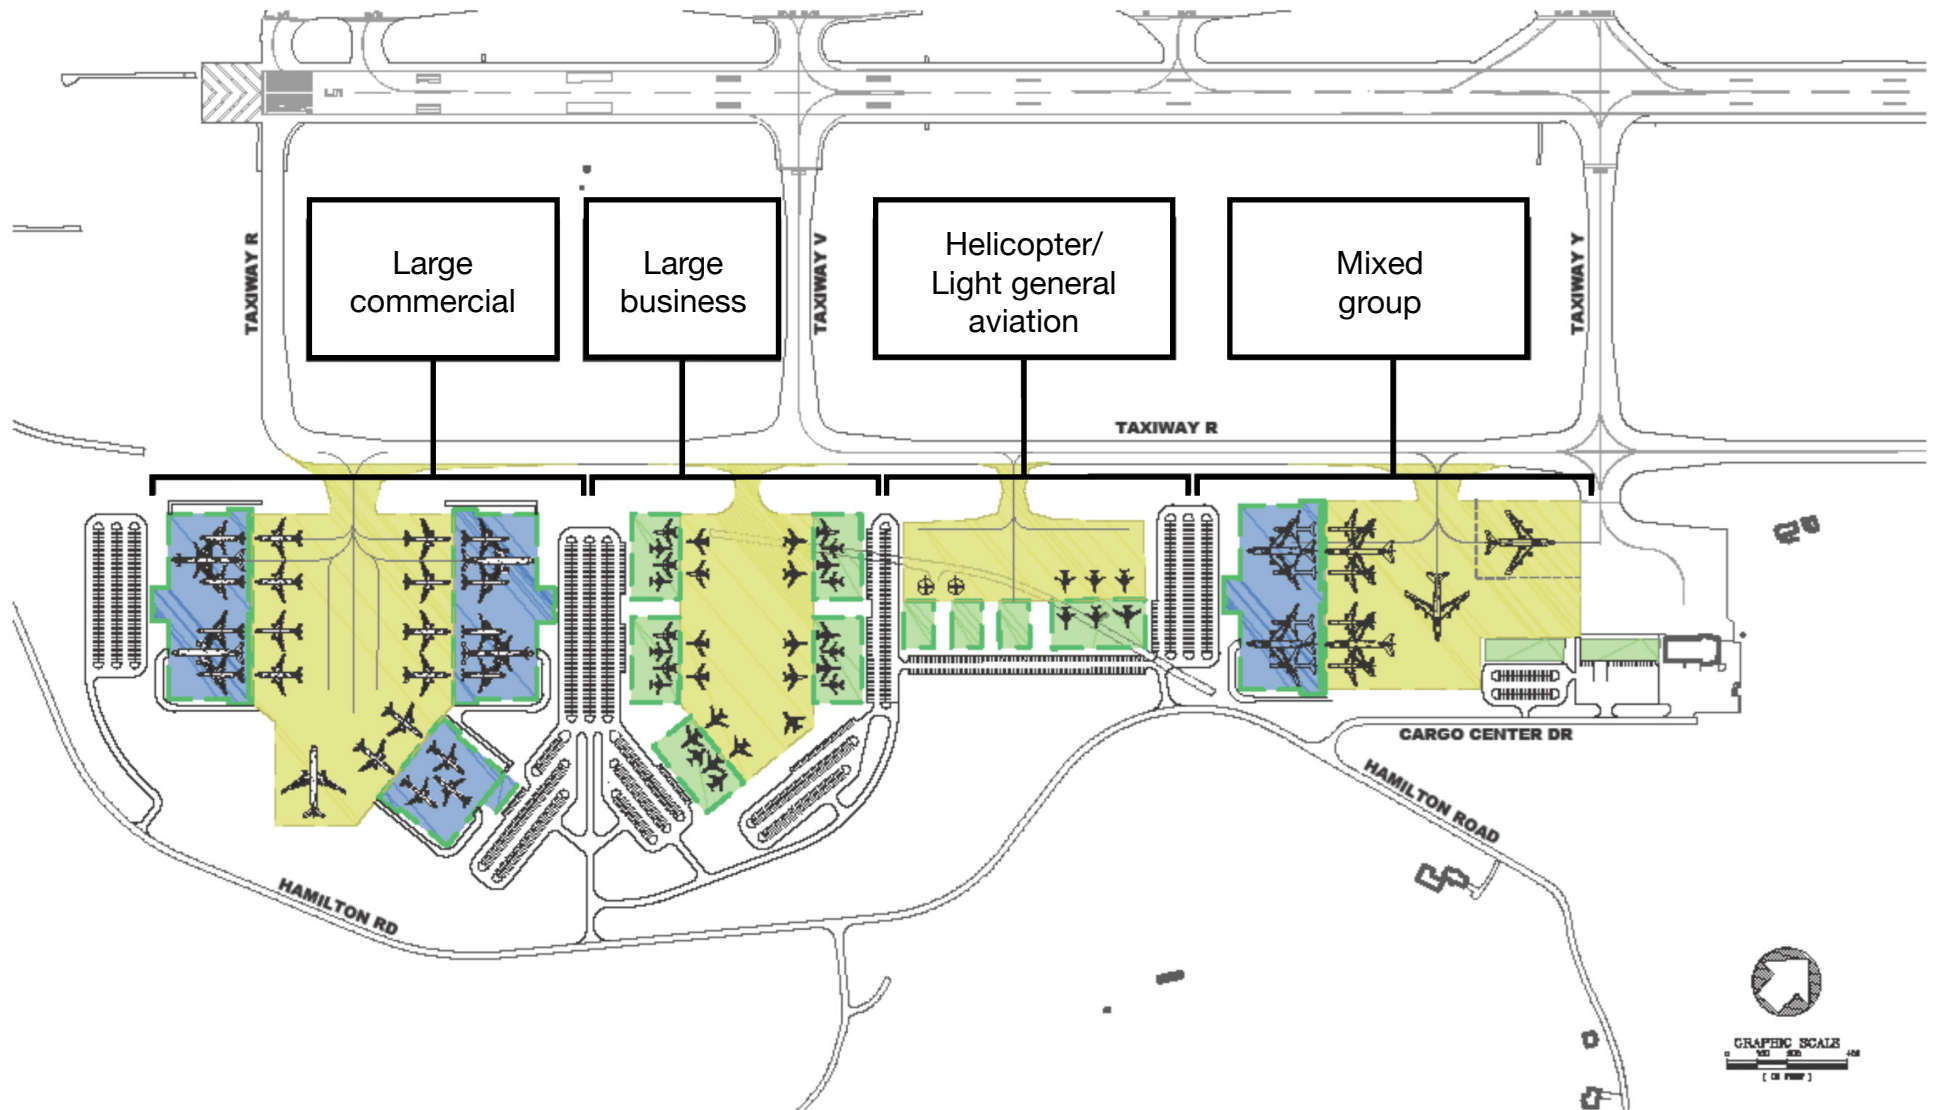 Large
commercial
Large
business
Helicopter/
Light general
aviation
Mixed
group
TAXIWAY R
TAXIWAY V
TAXIWAY Y
TAXIWAY R
CARGO CENTER DR
HAMILTON ROAD
HAMILTON RD
GRAPHIC SCALE
0